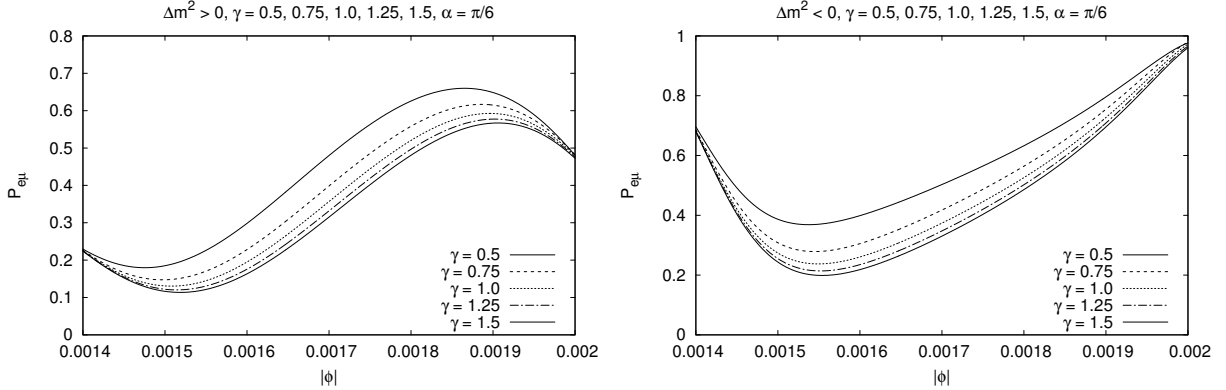 Δm² > 0, γ = 0.5, 0.75, 1.0, 1.25, 1.5, α = π/6
0.8
0.7
0.6
0.5
0.4
0.3
0.2
0.1
0
P_eμ
γ = 0.5
γ = 0.75
γ = 1.0
γ = 1.25
γ = 1.5
0.0014 0.0015 0.0016 0.0017 0.0018 0.0019 0.002
|ϕ|
Δm² < 0, γ = 0.5, 0.75, 1.0, 1.25, 1.5, α = π/6
1
0.8
0.6
0.4
0.2
0
P_eμ
γ = 0.5
γ = 0.75
γ = 1.0
γ = 1.25
γ = 1.5
0.0014 0.0015 0.0016 0.0017 0.0018 0.0019 0.002
|ϕ|